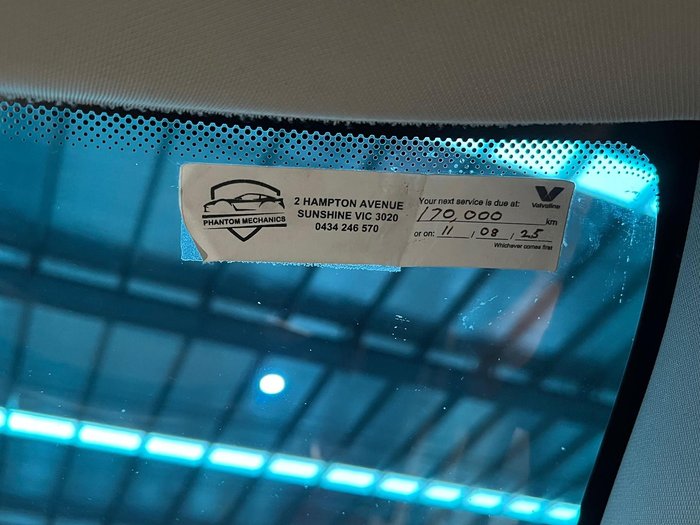 PHANTOM MECHANICS
2 HAMPTON AVENUE
SUNSHINE VIC 3020
0434 246 570
Your next service is due at:
170,000 km
or on: 11 / 08 / 25
Whichever comes first
Valvoline